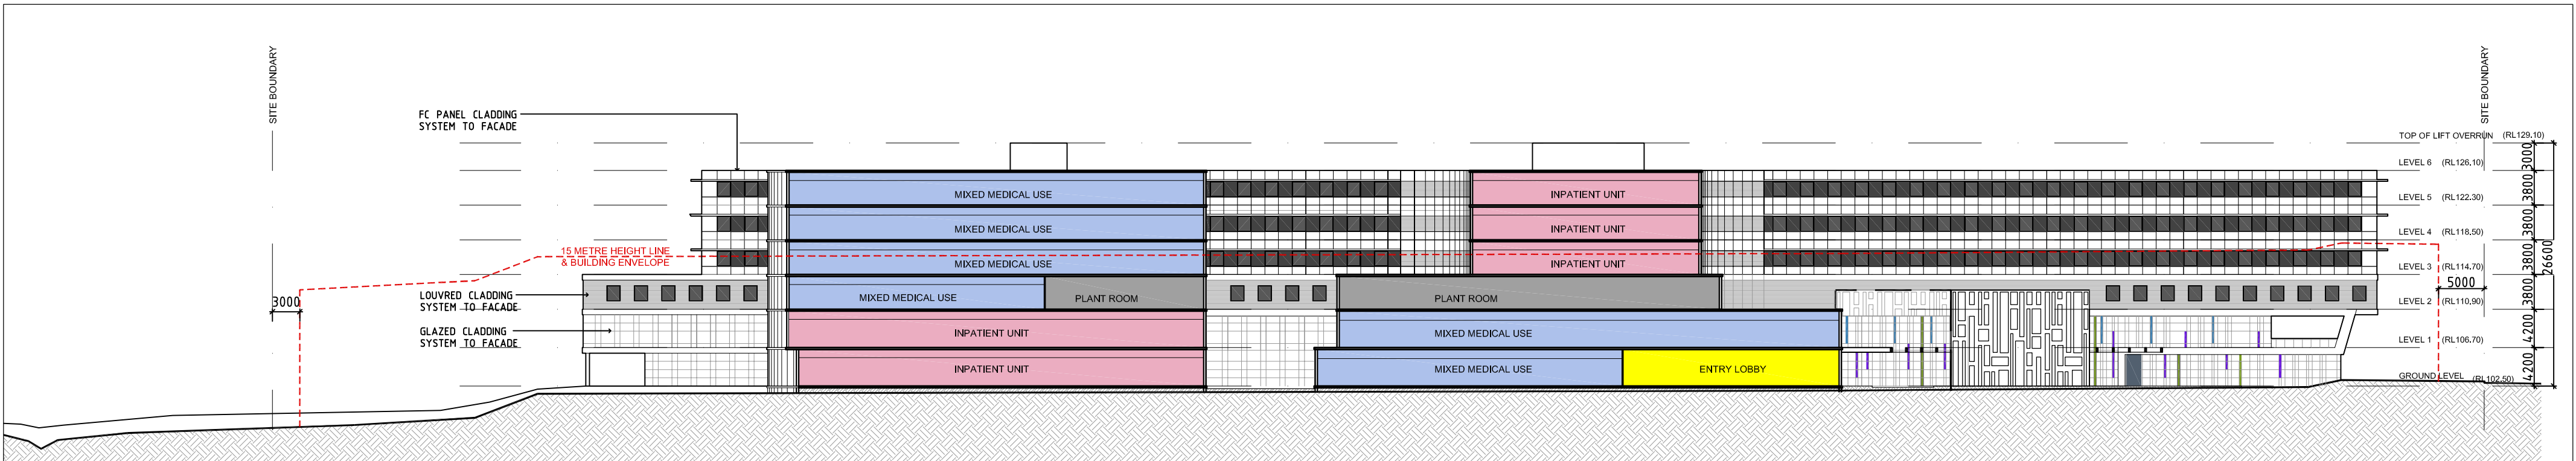 SITE BOUNDARY
SITE BOUNDARY
FC PANEL CLADDING
SYSTEM TO FACADE
TOP OF LIFT OVERRUN (RL129.10)
3000
LEVEL 6 (RL126.10)
MIXED MEDICAL USE
INPATIENT UNIT
3800
LEVEL 5 (RL122.30)
MIXED MEDICAL USE
INPATIENT UNIT
3800
LEVEL 4 (RL118.50)
15 METRE HEIGHT LINE
& BUILDING ENVELOPE
MIXED MEDICAL USE
INPATIENT UNIT
3800
26600
LEVEL 3 (RL114.70)
5000
LOUVRED CLADDING
SYSTEM TO FACADE
3000
MIXED MEDICAL USE
PLANT ROOM
PLANT ROOM
3800
LEVEL 2 (RL110.90)
GLAZED CLADDING
SYSTEM TO FACADE
INPATIENT UNIT
MIXED MEDICAL USE
4200
LEVEL 1 (RL106.70)
INPATIENT UNIT
MIXED MEDICAL USE
ENTRY LOBBY
4200
GROUND LEVEL (RL102.50)